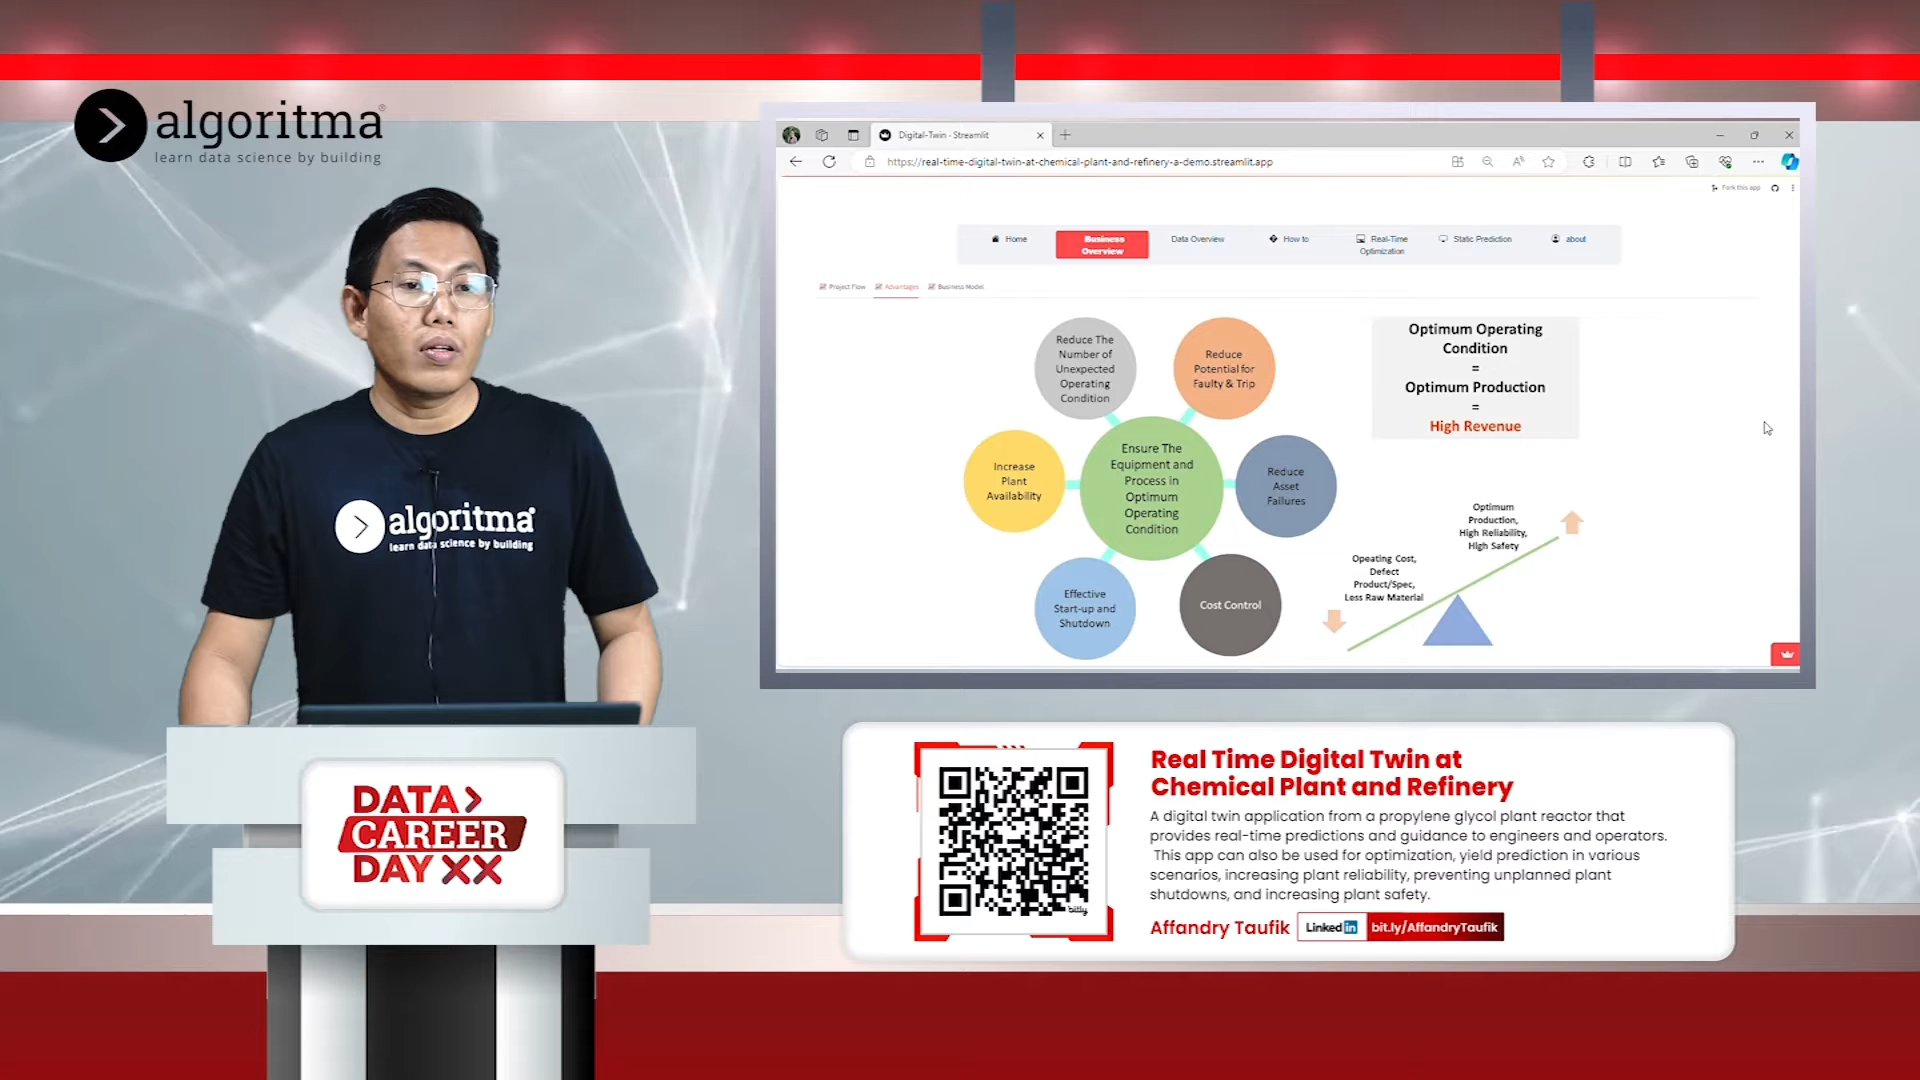 algoritma®
learn data science by building
Digital-Twin - Streamlit
https://real-time-digital-twin-at-chemical-plant-and-refinery-a-demo.streamlit.app
Fork this app
Home
Business
Overview
Data Overview
How to
Real-Time
Optimization
Static Prediction
about
Project Flow
Advantages
Business Model
Reduce The
Number of
Unexpected
Operating
Condition
Reduce
Potential for
Faulty & Trip
Increase
Plant
Availability
Ensure The
Equipment and
Process in
Optimum
Operating
Condition
Reduce
Asset
Failures
Effective
Start-up and
Shutdown
Cost Control
Optimum Operating
Condition
=
Optimum Production
=
High Revenue
Optimum
Production,
High Reliability,
High Safety
Operating Cost,
Defect
Product/Spec,
Less Raw Material
algoritma®
learn data science by building
DATA
CAREER
DAY XX
bitly
Real Time Digital Twin at
Chemical Plant and Refinery
A digital twin application from a propylene glycol plant reactor that
provides real-time predictions and guidance to engineers and operators.
This app can also be used for optimization, yield prediction in various
scenarios, increasing plant reliability, preventing unplanned plant
shutdowns, and increasing plant safety.
Affandry Taufik
Linked in
bit.ly/AffandryTaufik